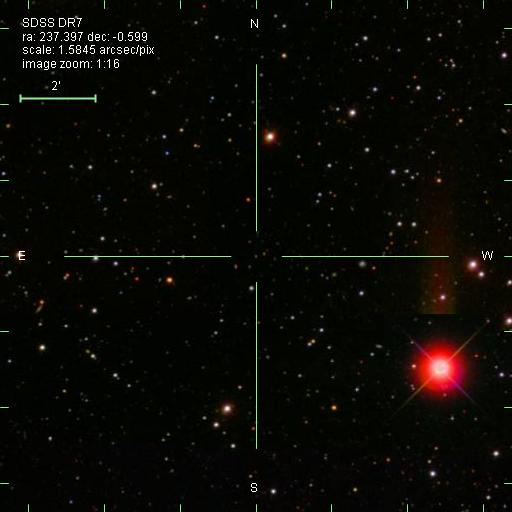 SDSS DR7
ra: 237.397 dec: -0.599
scale: 1.5845 arcsec/pix
image zoom: 1:16
2'
N
E
W
S